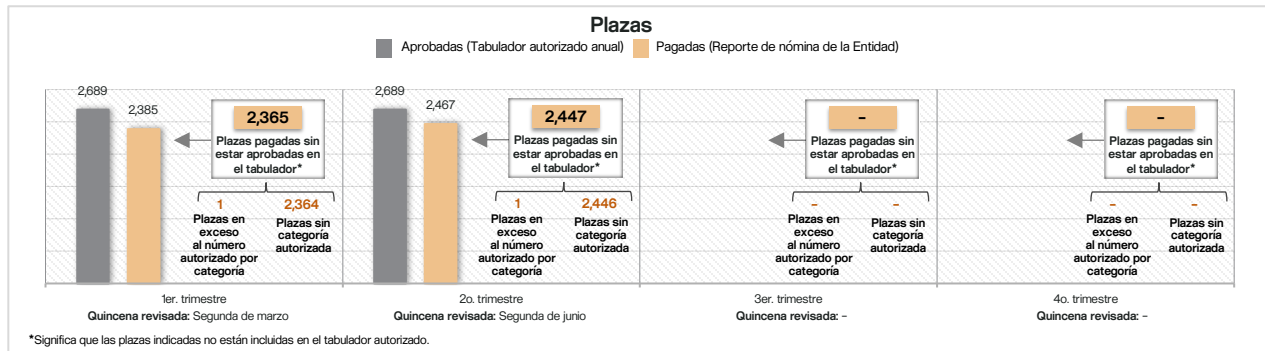 Plazas
Aprobadas (Tabulador autorizado anual) Pagadas (Reporte de nómina de la Entidad)
2,689
2,385
2,365
Plazas pagadas sin
estar aprobadas en
el tabulador*
1
Plazas en
exceso
al número
autorizado por
categoría
2,364
Plazas sin
categoría
autorizada
1er. trimestre
Quincena revisada: Segunda de marzo
2,689
2,467
2,447
Plazas pagadas sin
estar aprobadas en
el tabulador*
1
Plazas en
exceso
al número
autorizado por
categoría
2,446
Plazas sin
categoría
autorizada
2o. trimestre
Quincena revisada: Segunda de junio
-
Plazas pagadas sin
estar aprobadas en
el tabulador*
-
Plazas en
exceso
al número
autorizado por
categoría
-
Plazas sin
categoría
autorizada
3er. trimestre
Quincena revisada: -
-
Plazas pagadas sin
estar aprobadas en
el tabulador*
-
Plazas en
exceso
al número
autorizado por
categoría
-
Plazas sin
categoría
autorizada
4o. trimestre
Quincena revisada: -
*Significa que las plazas indicadas no están incluidas en el tabulador autorizado.